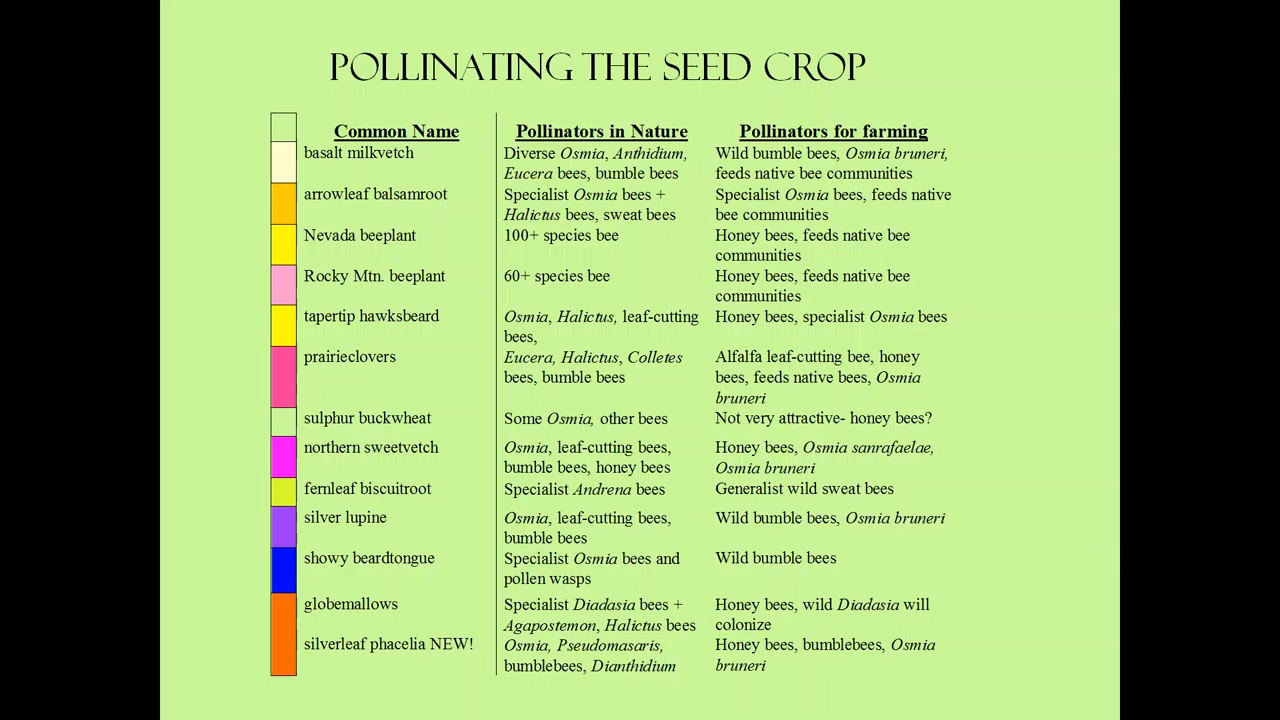 POLLINATING THE SEED CROP
Common Name Pollinators in Nature Pollinators for farming
basalt milkvetch Diverse Osmia, Anthidium, Wild bumble bees, Osmia bruneri,
Eucera bees, bumble bees feeds native bee communities
arrowleaf balsamroot Specialist Osmia bees + Specialist Osmia bees, feeds native
Halictus bees, sweat bees bee communities
Nevada beeplant 100+ species bee Honey bees, feeds native bee
communities
Rocky Mtn. beeplant 60+ species bee Honey bees, feeds native bee
communities
tapertip hawksbeard Osmia, Halictus, leaf-cutting Honey bees, specialist Osmia bees
bees,
prairieclovers Eucera, Halictus, Colletes Alfalfa leaf-cutting bee, honey
bees, bumble bees bees, feeds native bees, Osmia
bruneri
sulphur buckwheat Some Osmia, other bees Not very attractive- honey bees?
northern sweetvetch Osmia, leaf-cutting bees, Honey bees, Osmia sanrafaelae,
bumble bees, honey bees Osmia bruneri
fernleaf biscuitroot Specialist Andrena bees Generalist wild sweat bees
silver lupine Osmia, leaf-cutting bees, Wild bumble bees, Osmia bruneri
bumble bees
showy beardtongue Specialist Osmia bees and Wild bumble bees
pollen wasps
globemallows Specialist Diadasia bees + Honey bees, wild Diadasia will
Agapostemon, Halictus bees colonize
silverleaf phacelia NEW! Osmia, Pseudomasaris, Honey bees, bumblebees, Osmia
bumblebees, Dianthidium bruneri